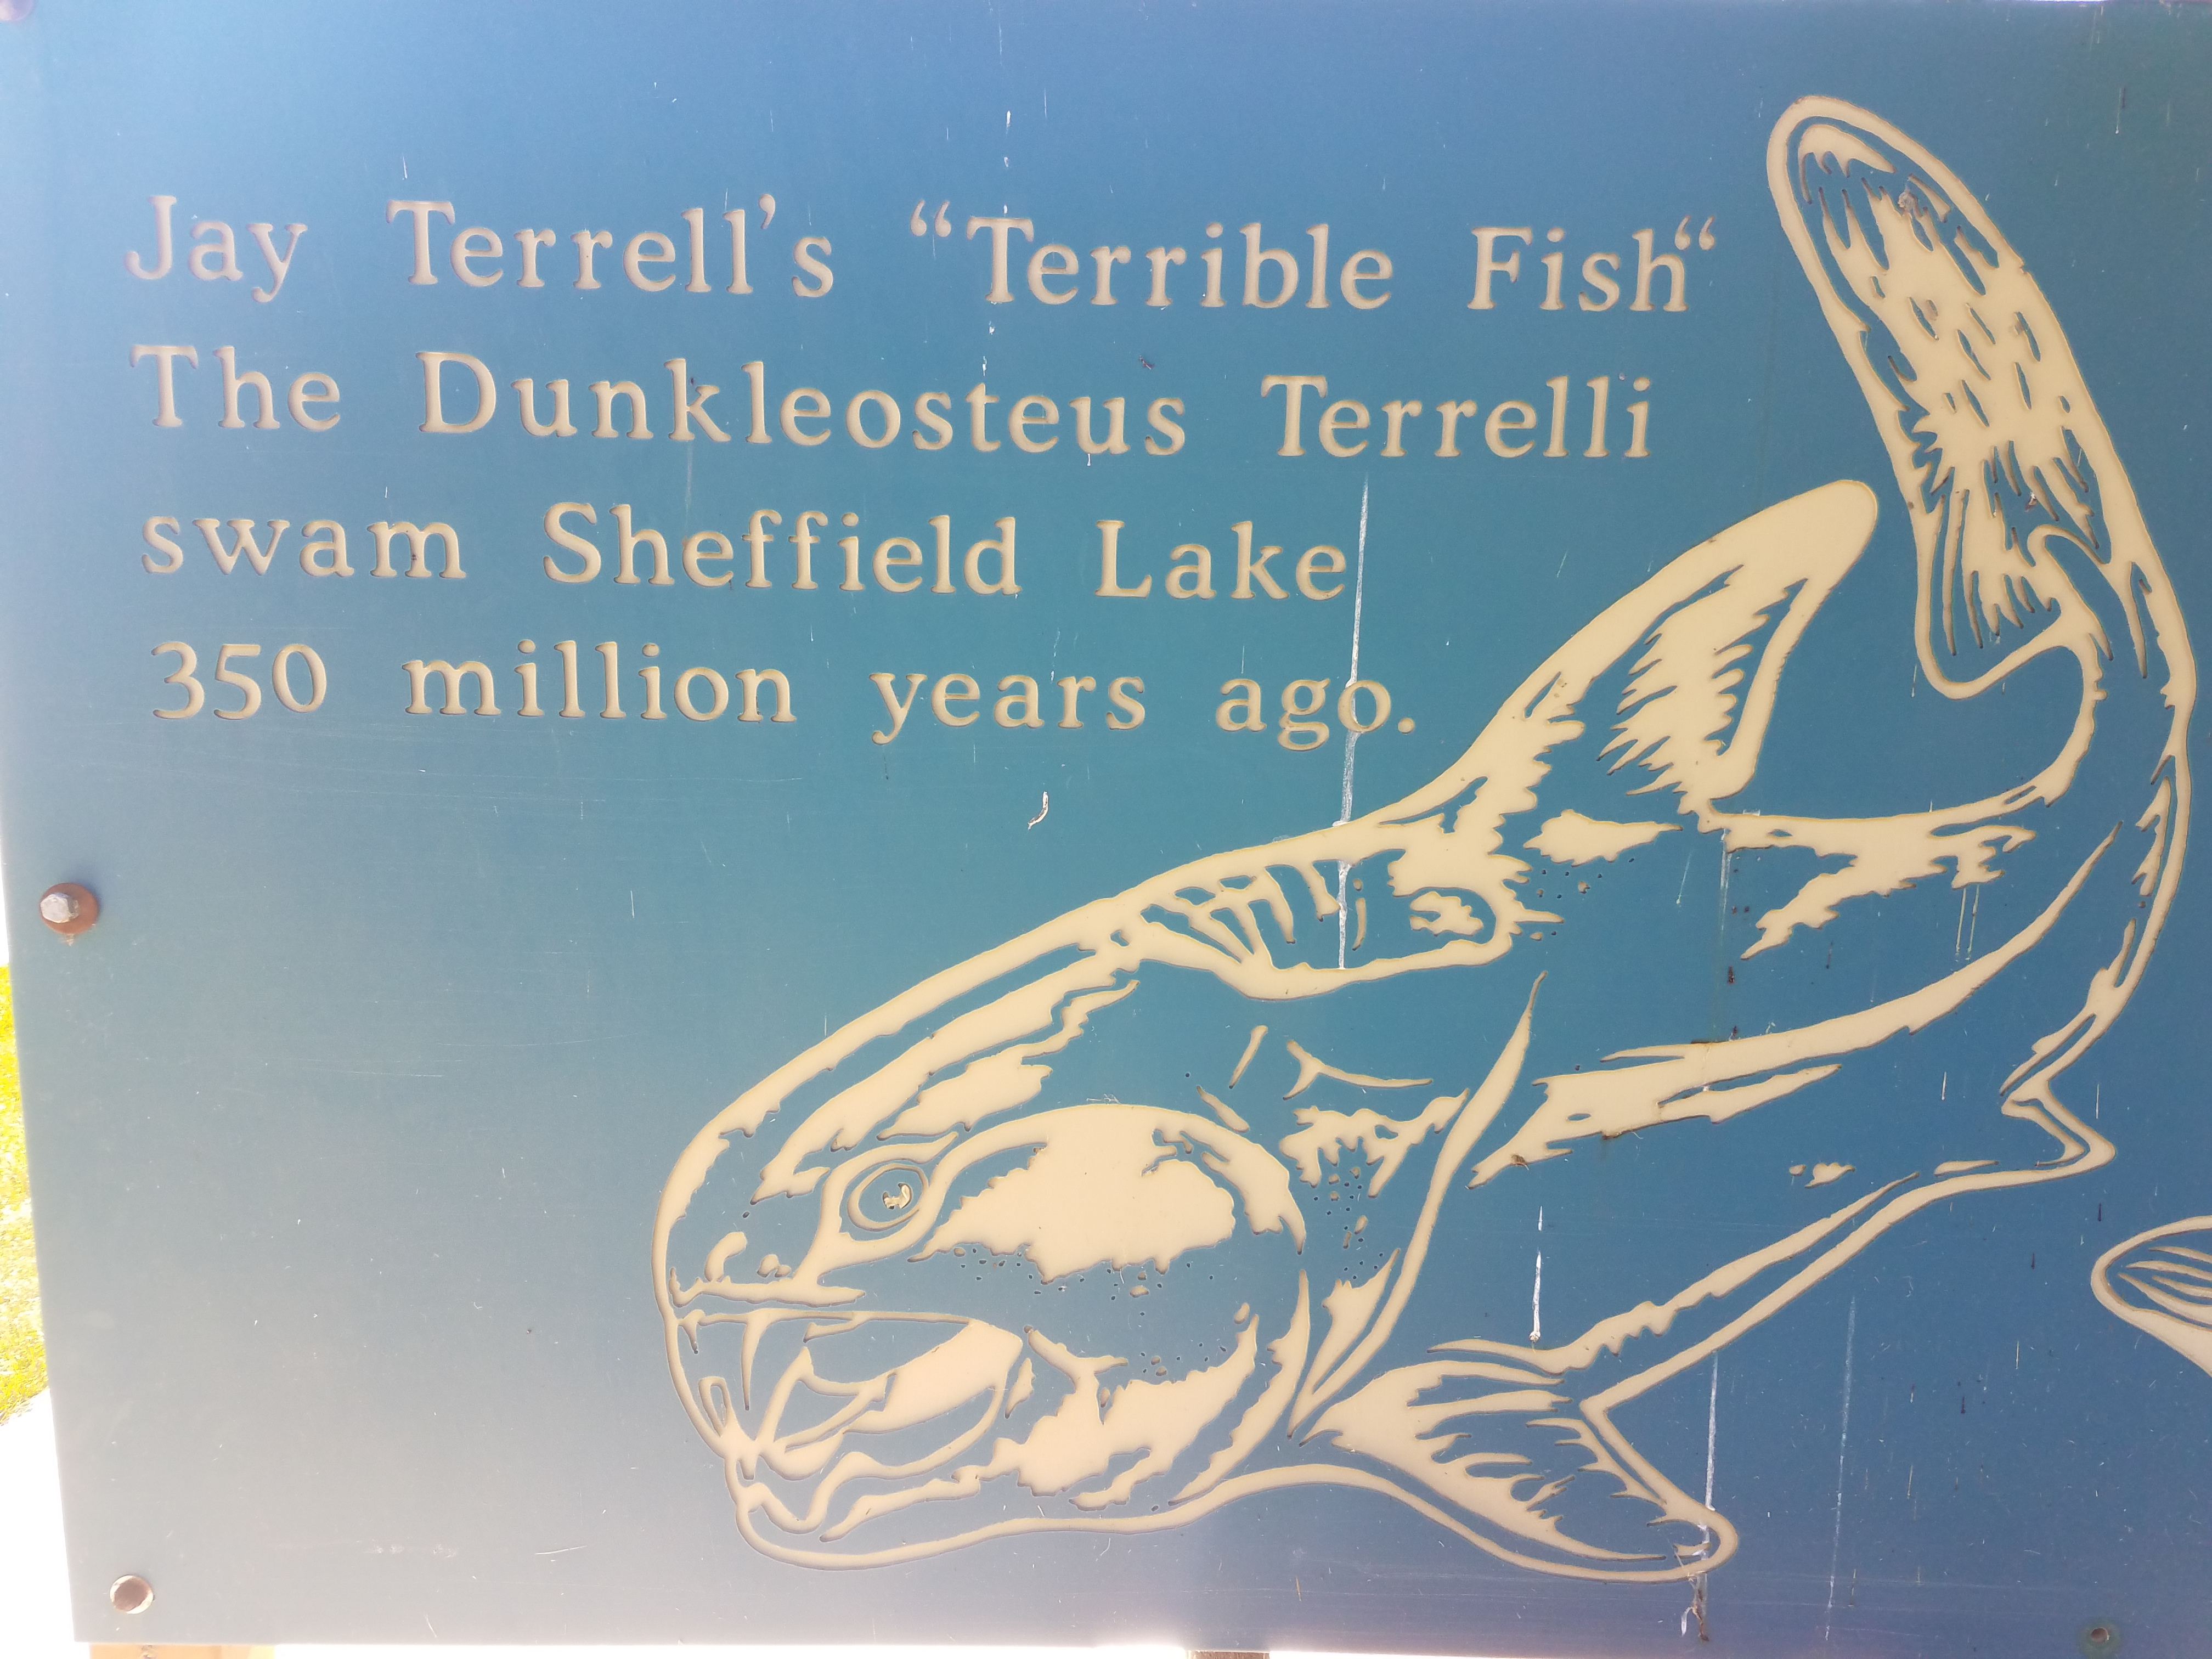 Jay Terrell's “Terrible Fish“
The Dunkleosteus Terrelli
swam Sheffield Lake
350 million years ago.